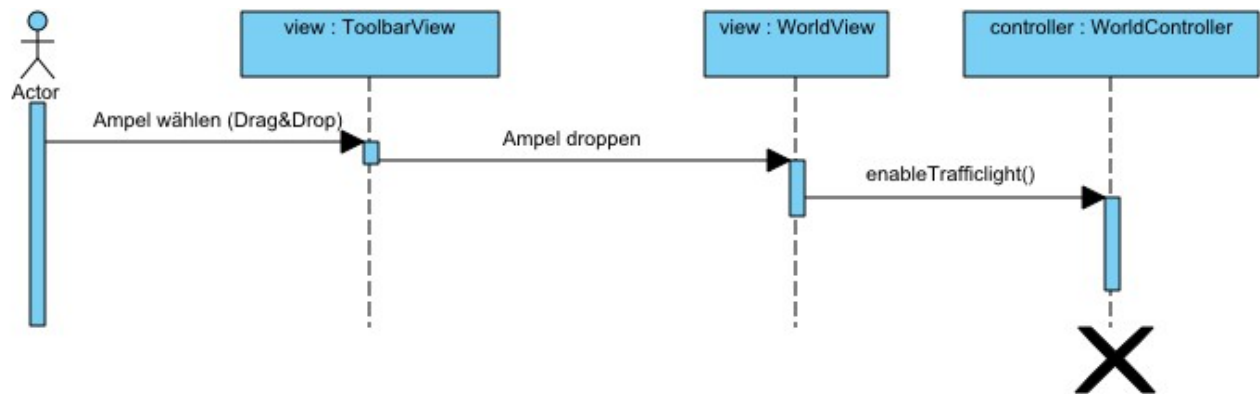 view : ToolbarView
view : WorldView
controller : WorldController
Actor
Ampel wählen (Drag&Drop)
Ampel droppen
enableTrafficlight()